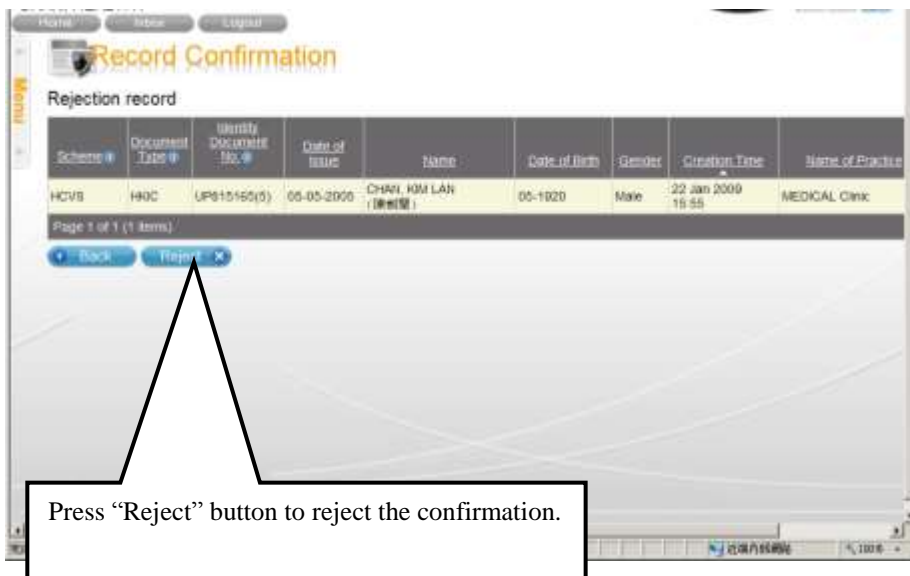 Home Inbox Logout
Record Confirmation
Menu
Rejection record
Scheme Document Type Identity Document No. Date of Issue Name Date of Birth Gender Creation Time Name of Practice
HCVS HKIC UP815165(5) 05-05-2005 CHAN, KIM LAN 05-1920 Male 22 Jan 2009 15:55 MEDICAL Clinic
Page 1 of 1 (1 items)
Back Reject
Press “Reject” button to reject the confirmation.
100%